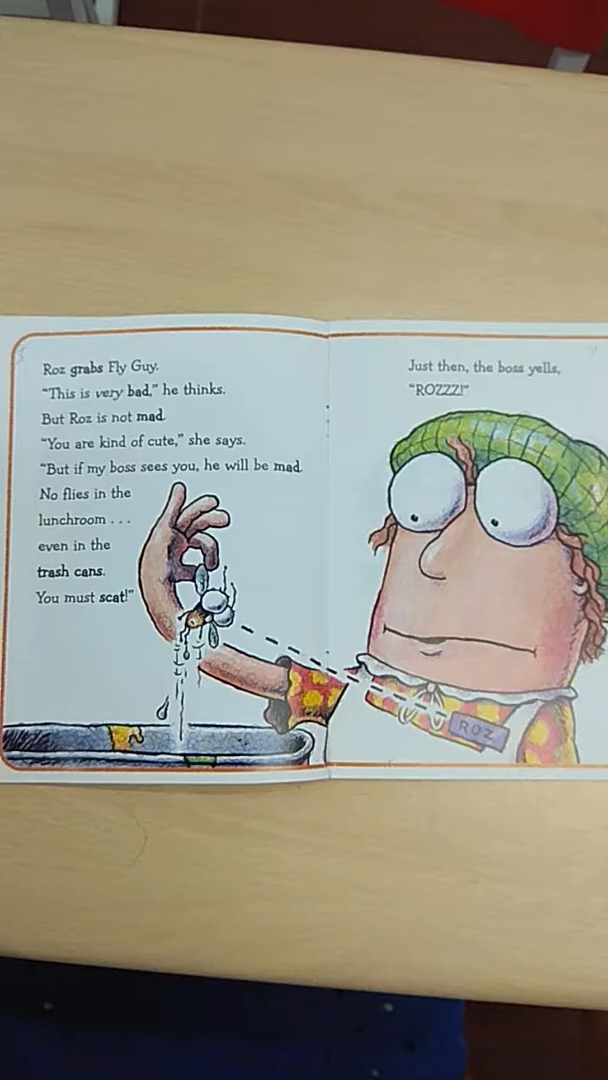 Roz grabs Fly Guy.
"This is very bad," he thinks.
But Roz is not mad.
"You are kind of cute," she says.
"But if my boss sees you, he will be mad.
No flies in the
lunchroom . . .
even in the
trash cans.
You must scat!"
Just then, the boss yells,
"ROZZZ!"
ROZ